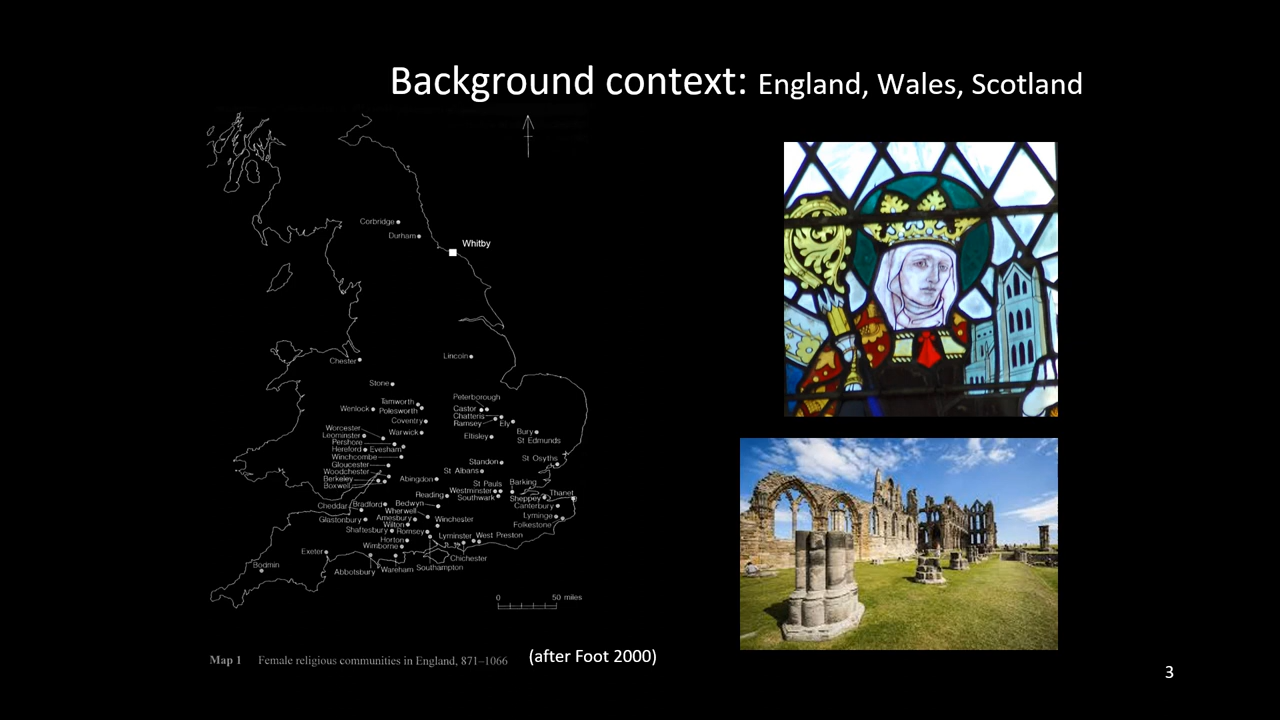 Background context: England, Wales, Scotland
Corbridge
Durham
Whitby
Chester
Lincoln
Stone
Tamworth
Polesworth
Wenlock
Coventry
Warwick
Peterborough
Castor
Chatteris
Ramsey
Ely
Eltisley
Bury
St Edmunds
Worcester
Leominster
Pershore
Hereford
Evesham
Winchcombe
Gloucester
Woodchester
Berkeley
Boxwell
Standon
St Albans
St Osyths
Abingdon
St Pauls
Barking
Reading
Westminster
Southwark
Sheppey
Thanet
Canterbury
Lyminge
Folkestone
Cheddar
Bradford
Bedwyn
Wherwell
Amesbury
Wilton
Glastonbury
Shaftesbury
Romsey
Winchester
Horton
Wimborne
Lyminster
West Preston
Chichester
Exeter
Bodmin
Abbotsbury
Wareham
Southampton
0 50 miles
Map 1 Female religious communities in England, 871–1066
(after Foot 2000)
3